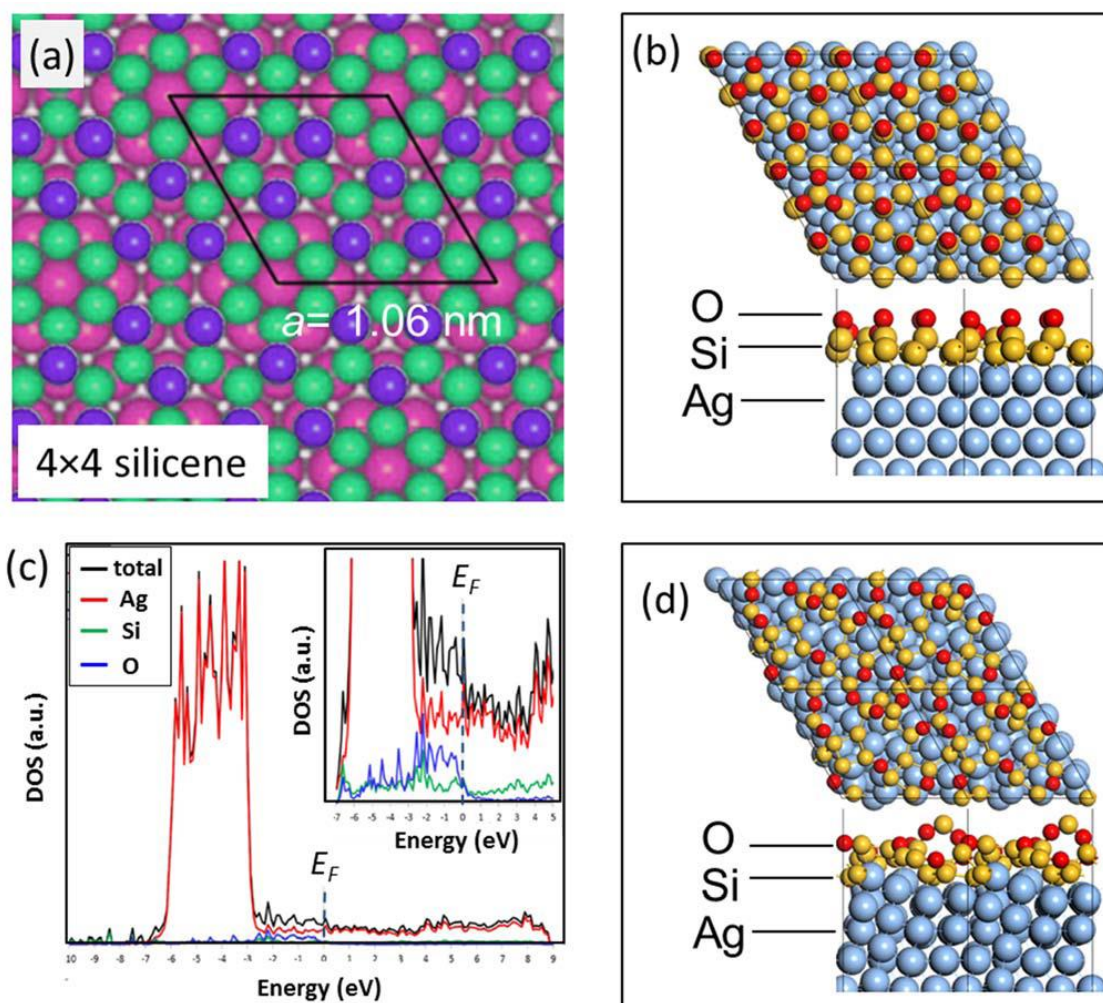 (a)
a= 1.06 nm
4×4 silicene
(b)
O
Si
Ag
(c)
total
Ag
Si
O
DOS (a.u.)
E_F
-10 -9 -8 -7 -6 -5 -4 -3 -2 -1 0 1 2 3 4 5 6 7 8 9
Energy (eV)
DOS (a.u.)
E_F
-7 -6 -5 -4 -3 -2 -1 0 1 2 3 4 5
Energy (eV)
(d)
O
Si
Ag